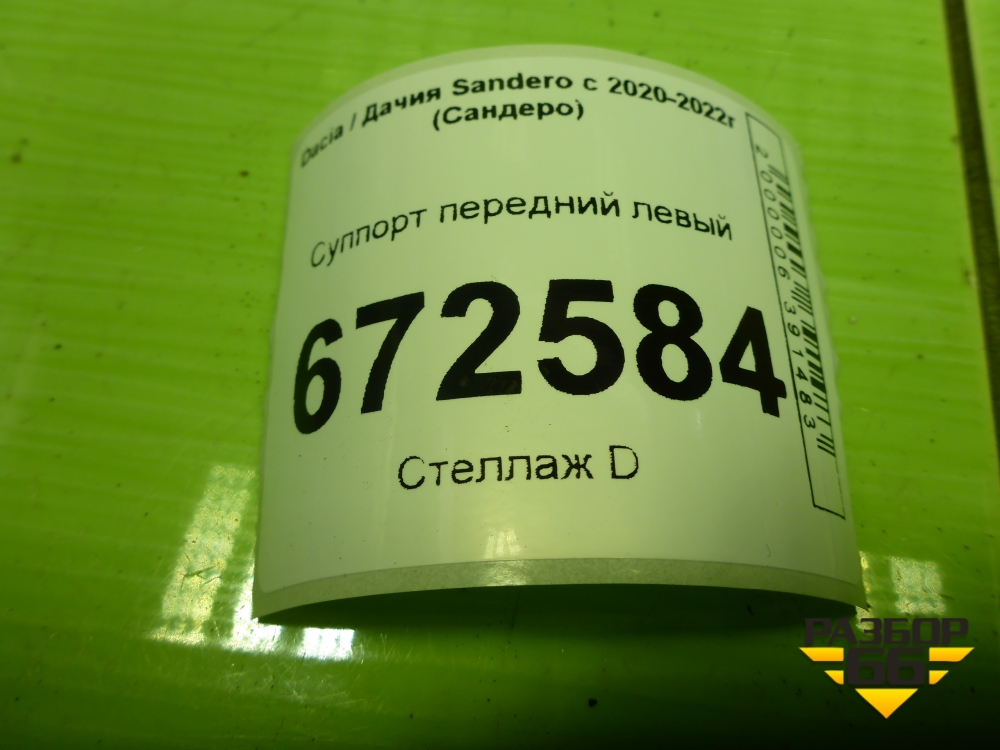 Dacia / Дачия Sandero с 2020-2022г
(Сандеро)
Суппорт передний левый
672584
Стеллаж D
2000006391483
РАЗБОР
66